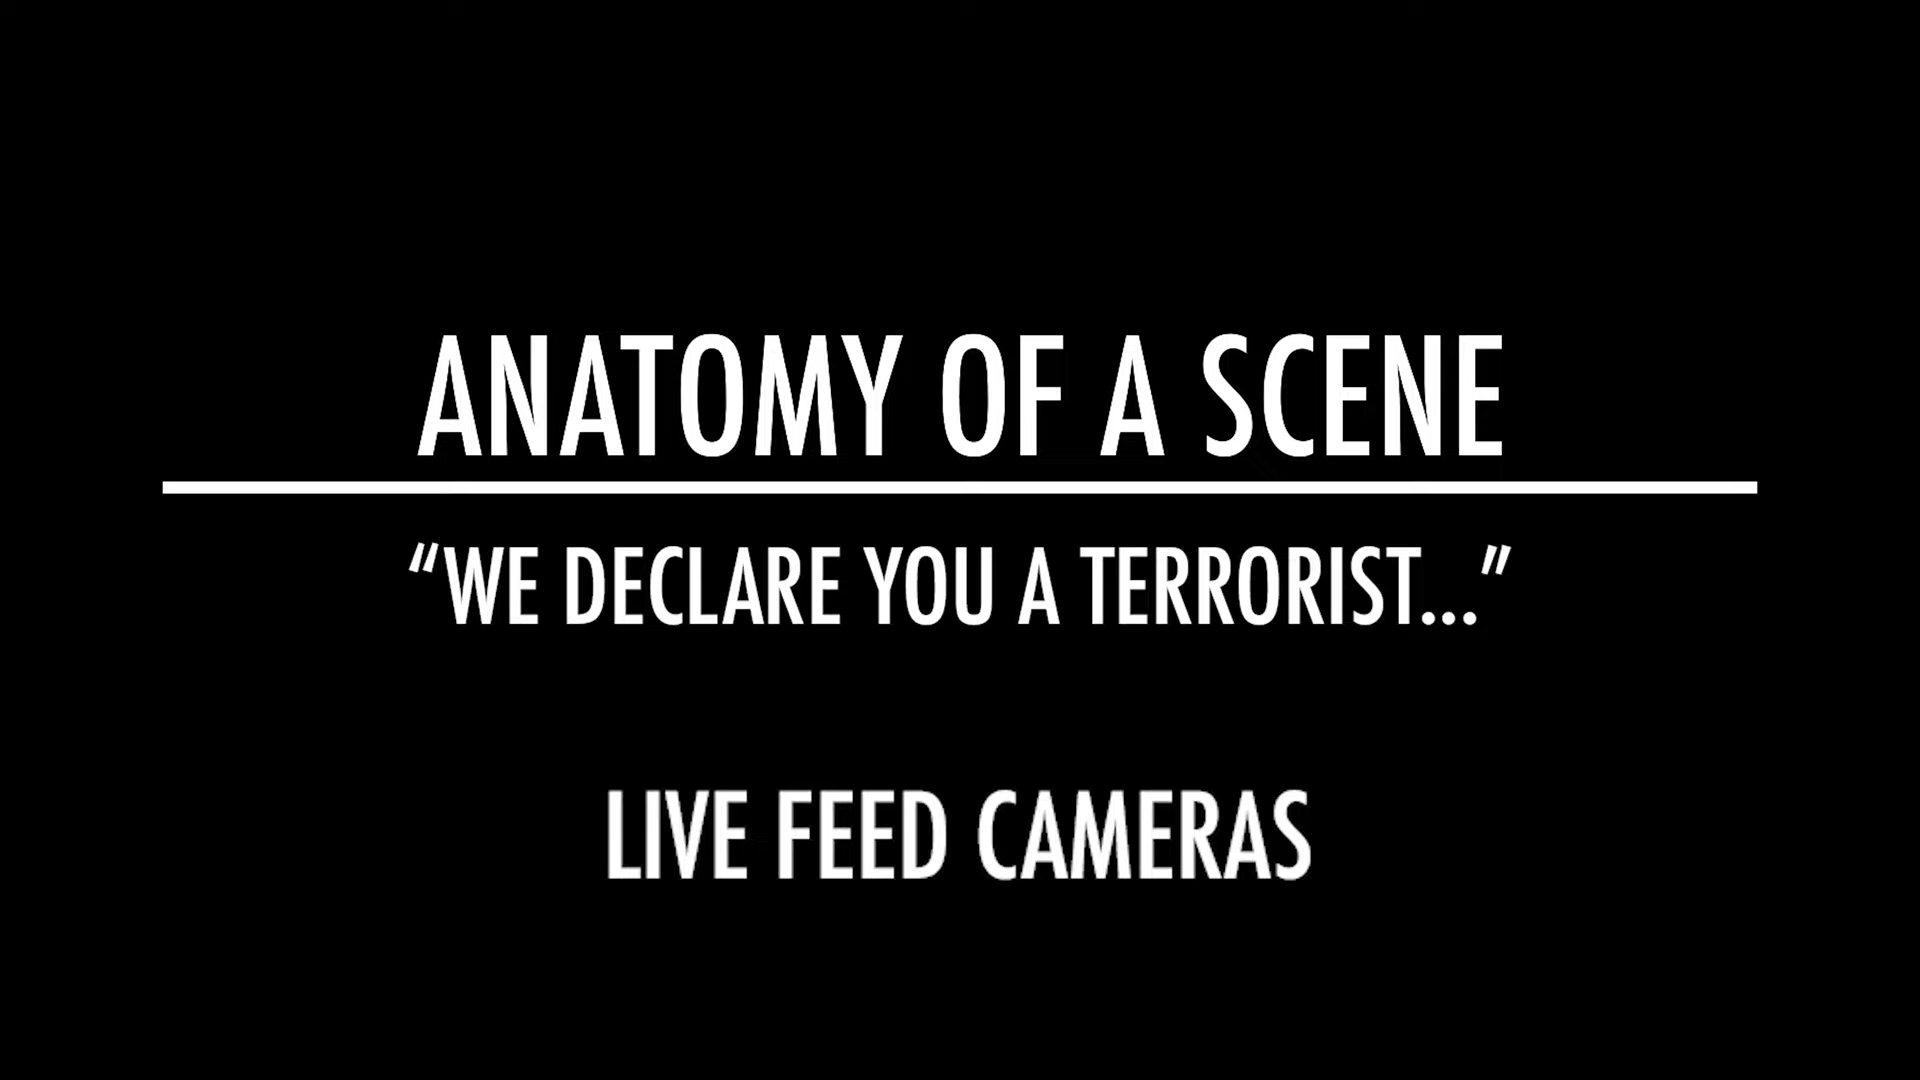 ANATOMY OF A SCENE
“WE DECLARE YOU A TERRORIST...”
LIVE FEED CAMERAS